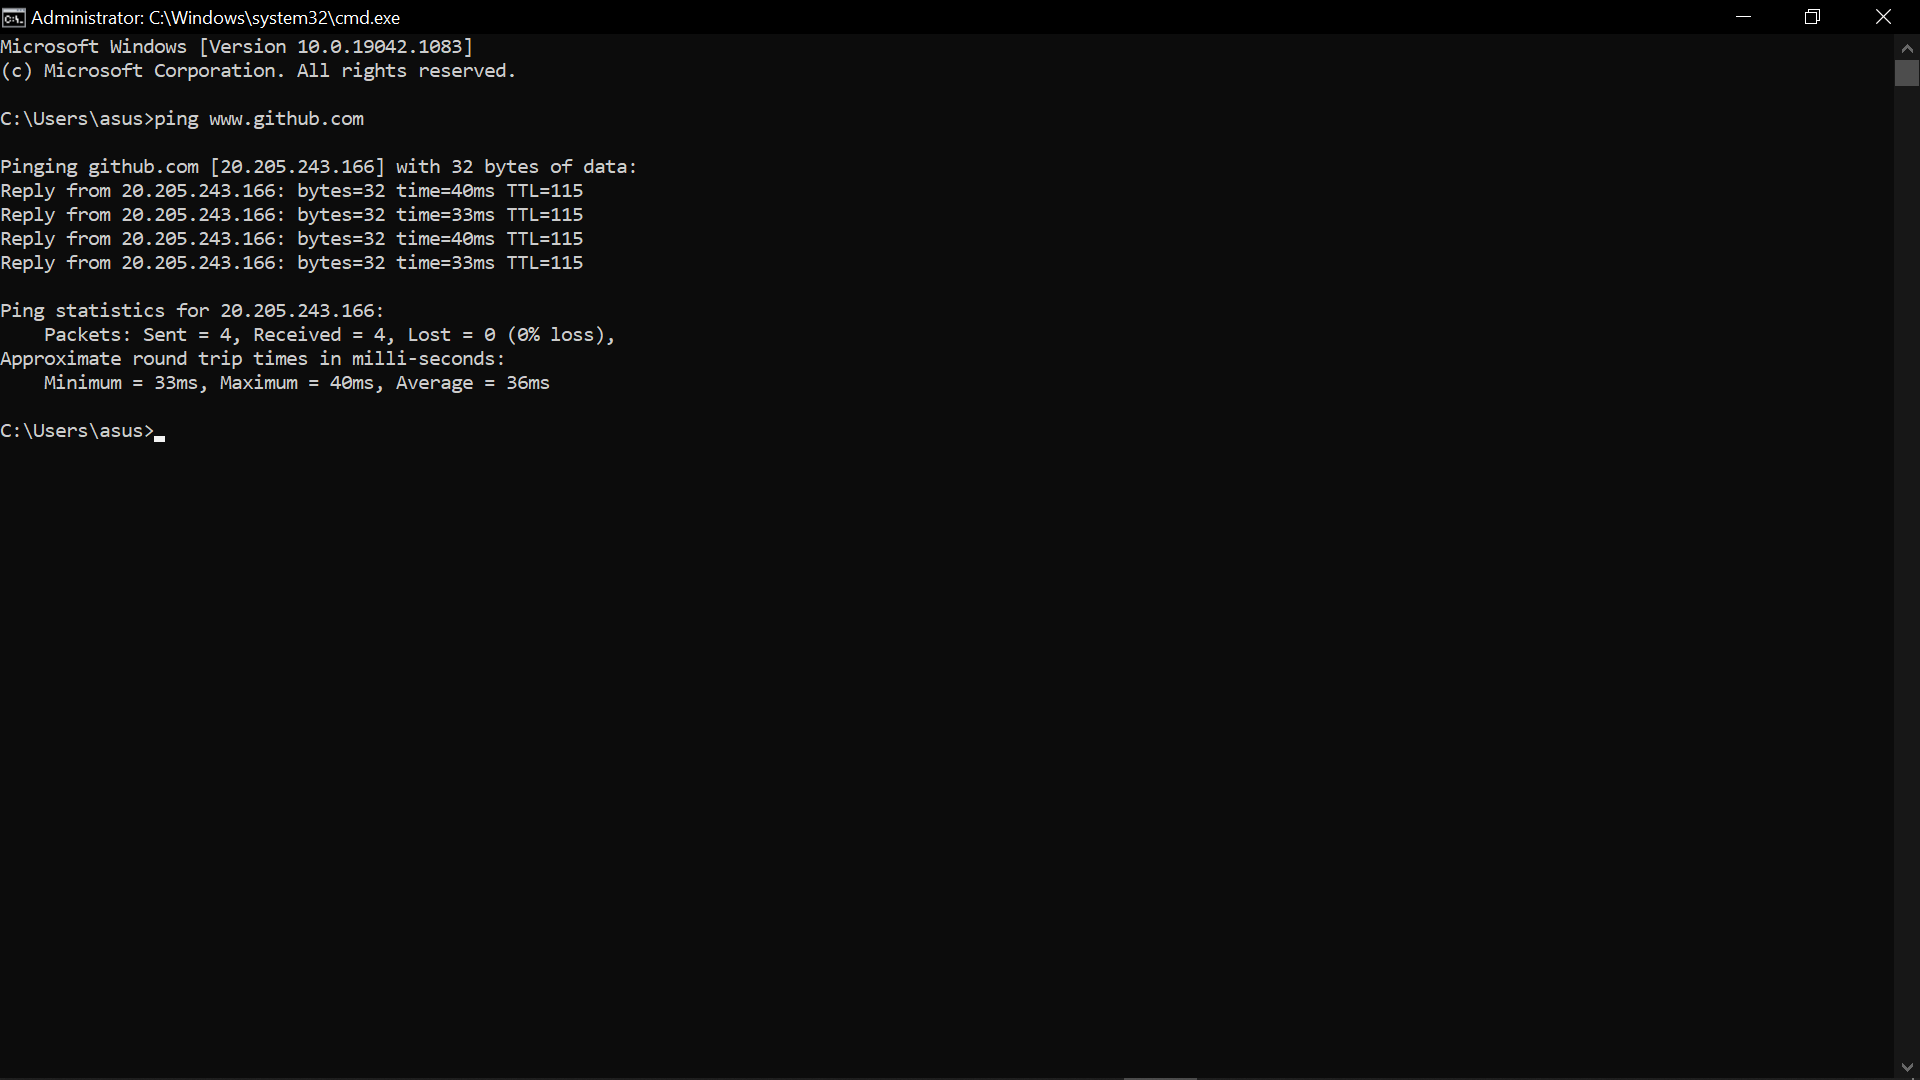 Administrator: C:\Windows\system32\cmd.exe
Microsoft Windows [Version 10.0.19042.1083]
(c) Microsoft Corporation. All rights reserved.
C:\Users\asus>ping www.github.com
Pinging github.com [20.205.243.166] with 32 bytes of data:
Reply from 20.205.243.166: bytes=32 time=40ms TTL=115
Reply from 20.205.243.166: bytes=32 time=33ms TTL=115
Reply from 20.205.243.166: bytes=32 time=40ms TTL=115
Reply from 20.205.243.166: bytes=32 time=33ms TTL=115
Ping statistics for 20.205.243.166:
    Packets: Sent = 4, Received = 4, Lost = 0 (0% loss),
Approximate round trip times in milli-seconds:
    Minimum = 33ms, Maximum = 40ms, Average = 36ms
C:\Users\asus>